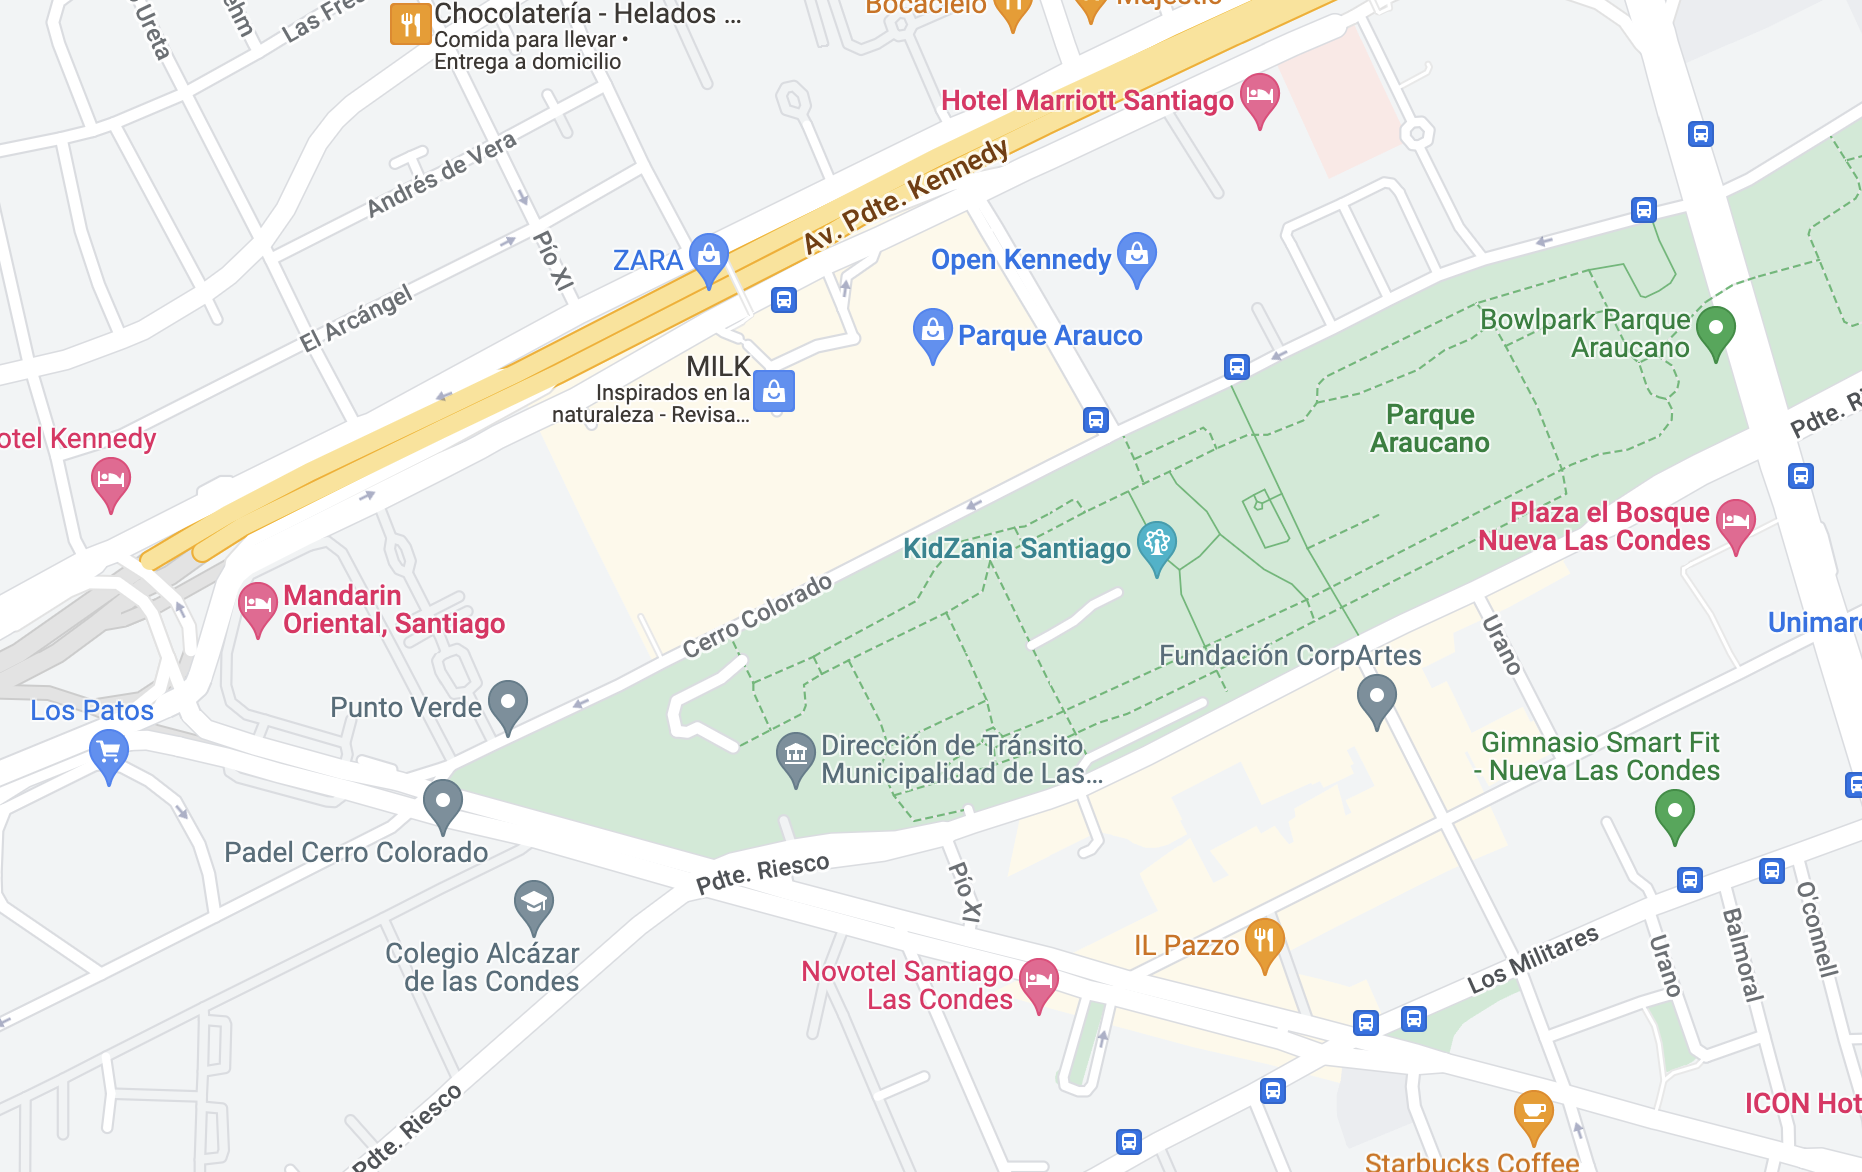 Ureta
Las Fres
Chocolatería - Helados ...
Comida para llevar •
Entrega a domicilio
Bocacielo
Majestic
Hotel Marriott Santiago
Andrés de Vera
Av. Pdte. Kennedy
Pío XI
ZARA
Open Kennedy
El Arcángel
Parque Arauco
Bowlpark Parque
Araucano
MILK
Inspirados en la
naturaleza - Revisa...
Parque
Araucano
Pdte. Ri
otel Kennedy
Plaza el Bosque
Nueva Las Condes
KidZania Santiago
Mandarin
Oriental, Santiago
Cerro Colorado
Urano
Unimarc
Fundación CorpArtes
Los Patos
Punto Verde
Dirección de Tránsito
Municipalidad de Las...
Gimnasio Smart Fit
- Nueva Las Condes
Padel Cerro Colorado
Pdte. Riesco
Pío XI
Colegio Alcázar
de las Condes
IL Pazzo
Novotel Santiago
Las Condes
Los Militares
Urano
Balmoral
O'connell
Pdte. Riesco
ICON Hot
Starbucks Coffee